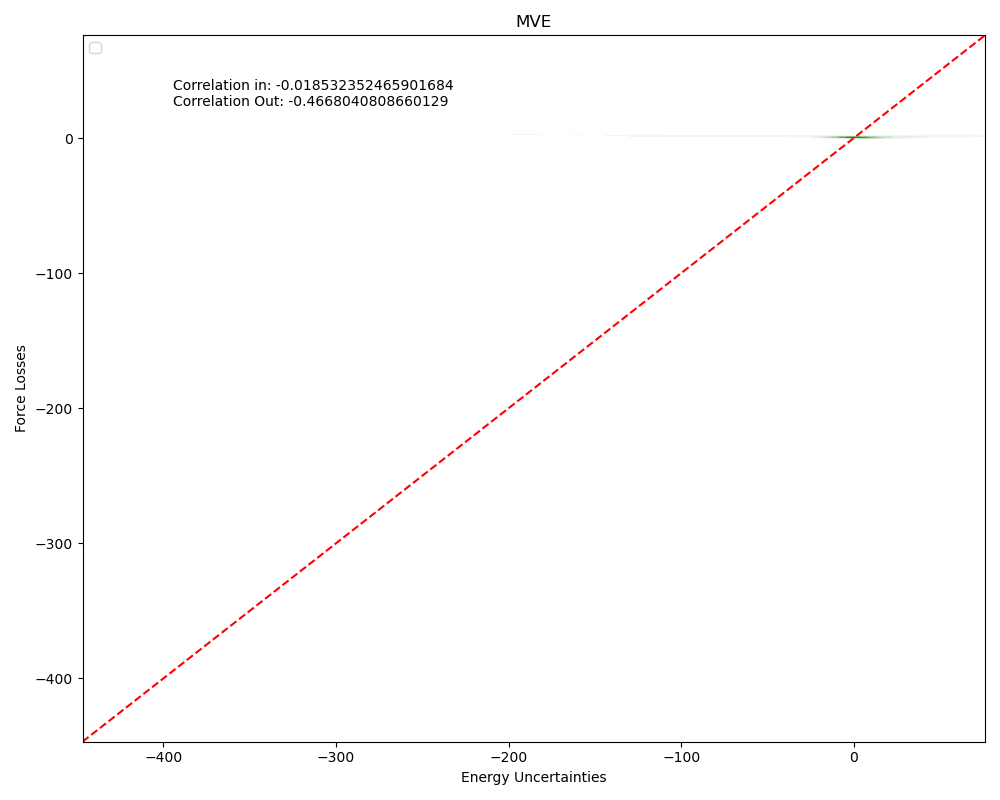 MVE
Correlation in: -0.018532352465901684
Correlation Out: -0.4668040808660129
0
−100
−200
−300
−400
Force Losses
−400 −300 −200 −100 0
Energy Uncertainties